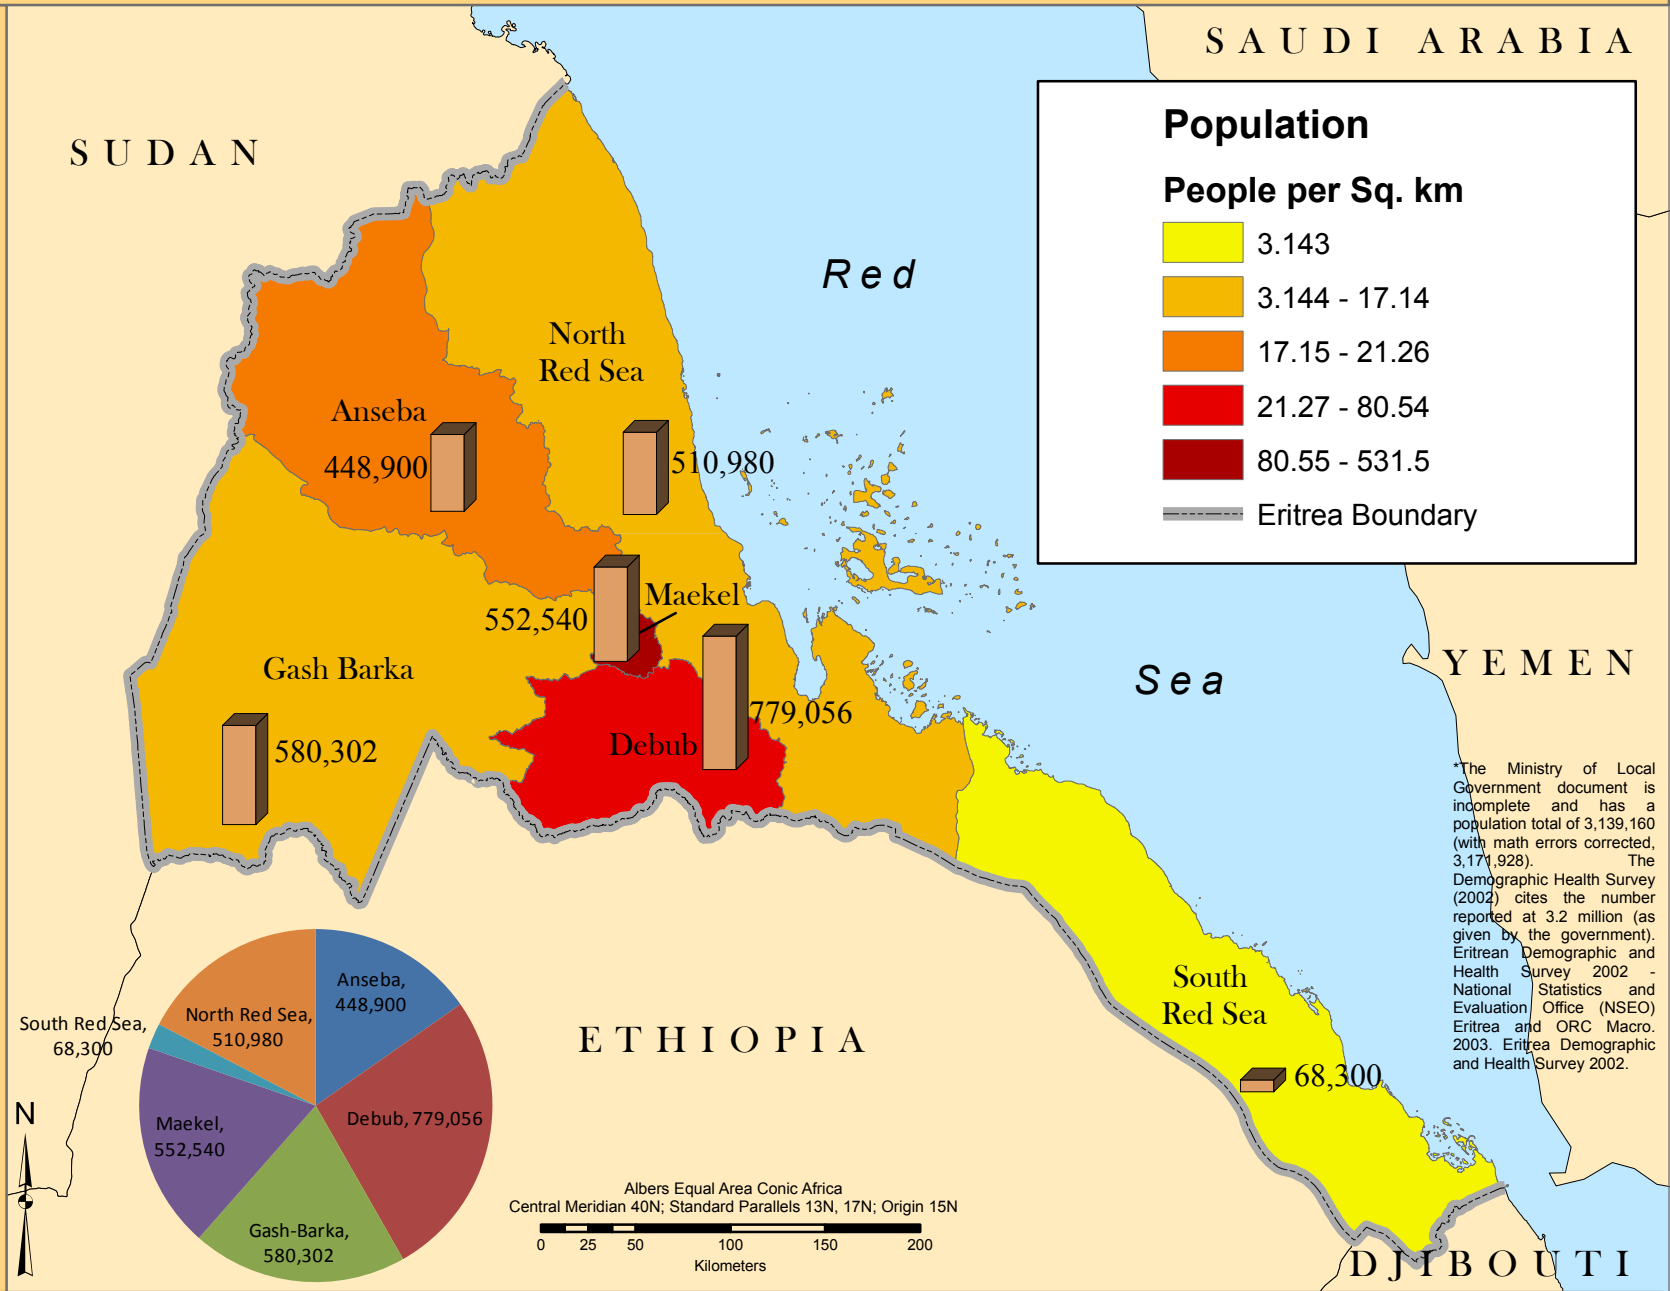 SAUDI ARABIA
SUDAN
Population
People per Sq. km
3.143
3.144 - 17.14
17.15 - 21.26
21.27 - 80.54
80.55 - 531.5
Eritrea Boundary
Red
Sea
North
Red Sea
510,980
Anseba
448,900
Maekel
552,540
Gash Barka
580,302
Debub
779,056
YEMEN
*The Ministry of Local
Government document is
incomplete and has a
population total of 3,139,160
(with math errors corrected,
3,171,928). The
Demographic Health Survey
(2002) cites the number
reported at 3.2 million (as
given by the government).
Eritrean Demographic and
Health Survey 2002 -
National Statistics and
Evaluation Office (NSEO)
Eritrea and ORC Macro.
2003. Eritrea Demographic
and Health Survey 2002.
South
Red Sea
68,300
ETHIOPIA
DJIBOUTI
Anseba,
448,900
North Red Sea,
510,980
South Red Sea,
68,300
Debub, 779,056
Maekel,
552,540
Gash-Barka,
580,302
N
Albers Equal Area Conic Africa
Central Meridian 40N; Standard Parallels 13N, 17N; Origin 15N
0 25 50 100 150 200
Kilometers